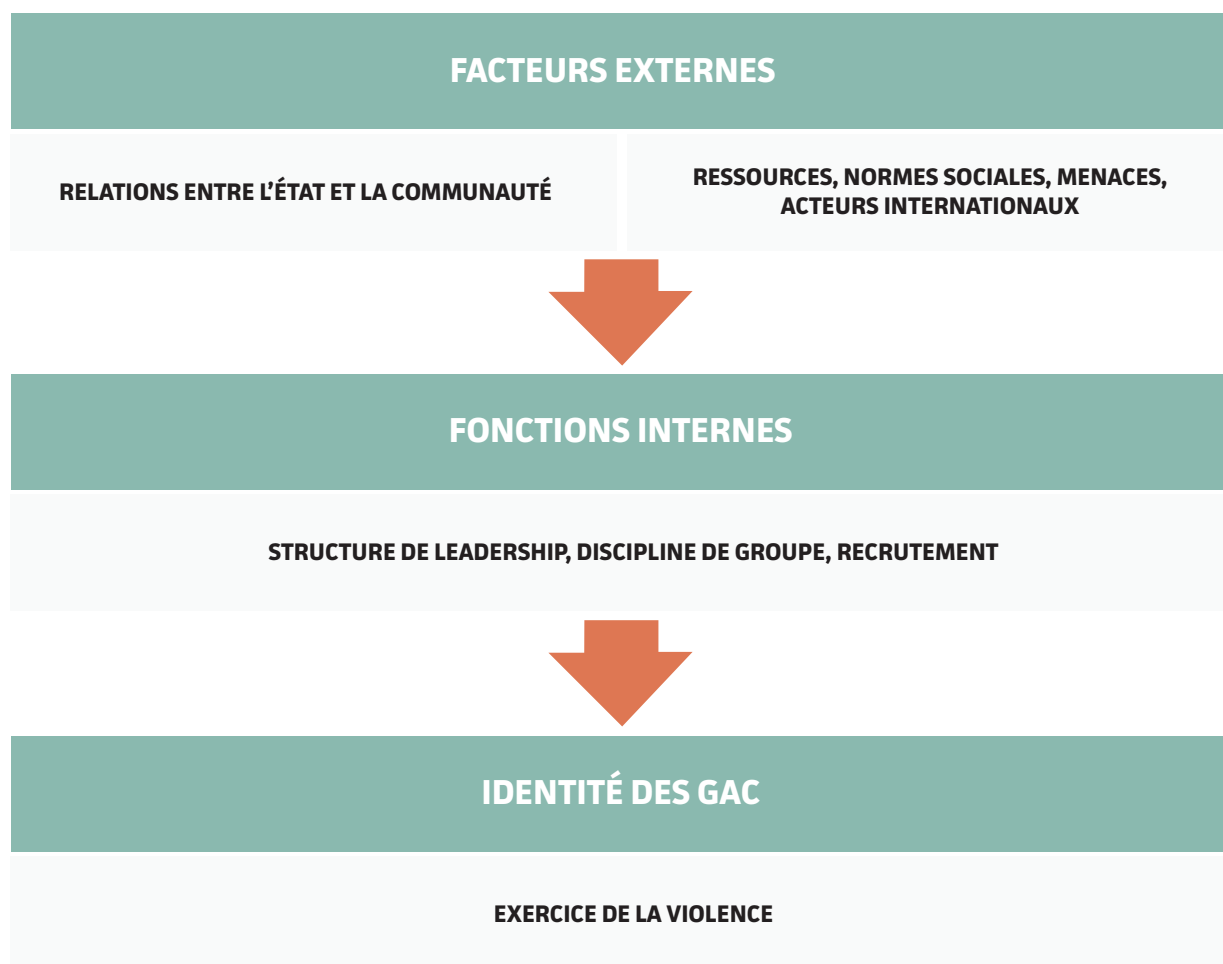 FACTEURS EXTERNES
RELATIONS ENTRE L’ÉTAT ET LA COMMUNAUTÉ
RESSOURCES, NORMES SOCIALES, MENACES,
ACTEURS INTERNATIONAUX
FONCTIONS INTERNES
STRUCTURE DE LEADERSHIP, DISCIPLINE DE GROUPE, RECRUTEMENT
IDENTITÉ DES GAC
EXERCICE DE LA VIOLENCE